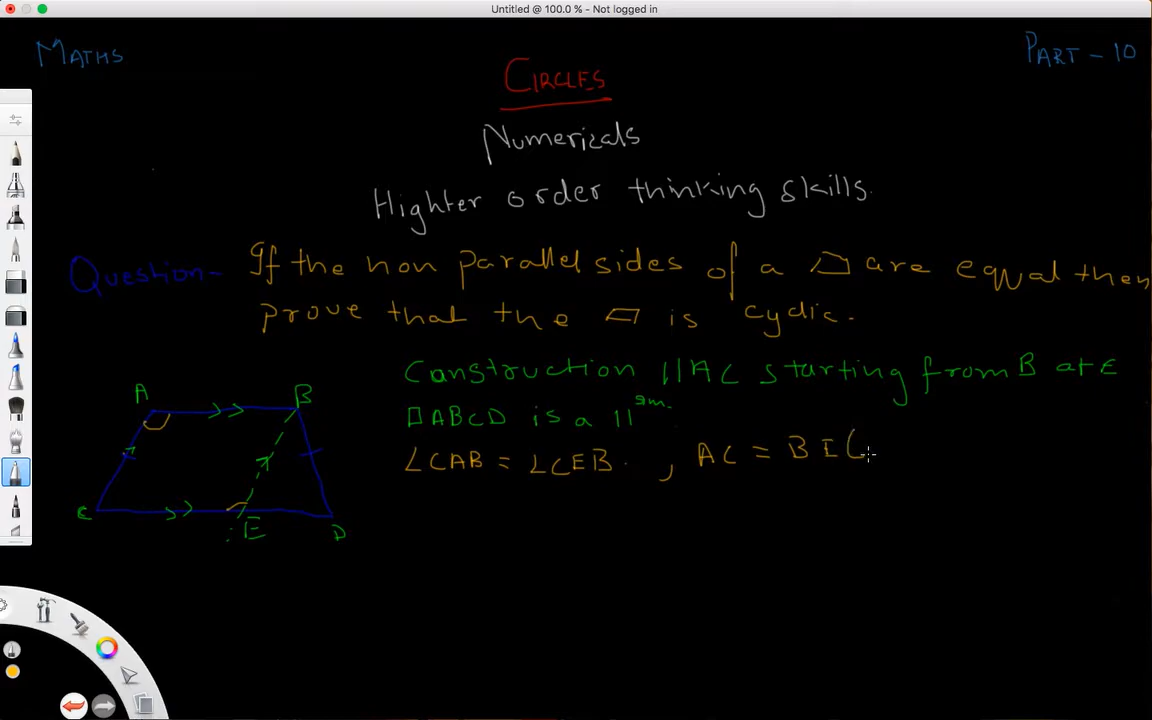 Untitled @ 100.0 % - Not logged in
MATHS
PART - 10
CIRCLES
Numericals
Highter order thinking skills.
Question- If the non parallel sides of a ⏢ are equal then
prove that the ▱ is cyclic.
Construction ||AC starting from B at E
□ABCD is a ||gm.
∠CAB = ∠CEB. , AC = BE(
A
B
C
E
D